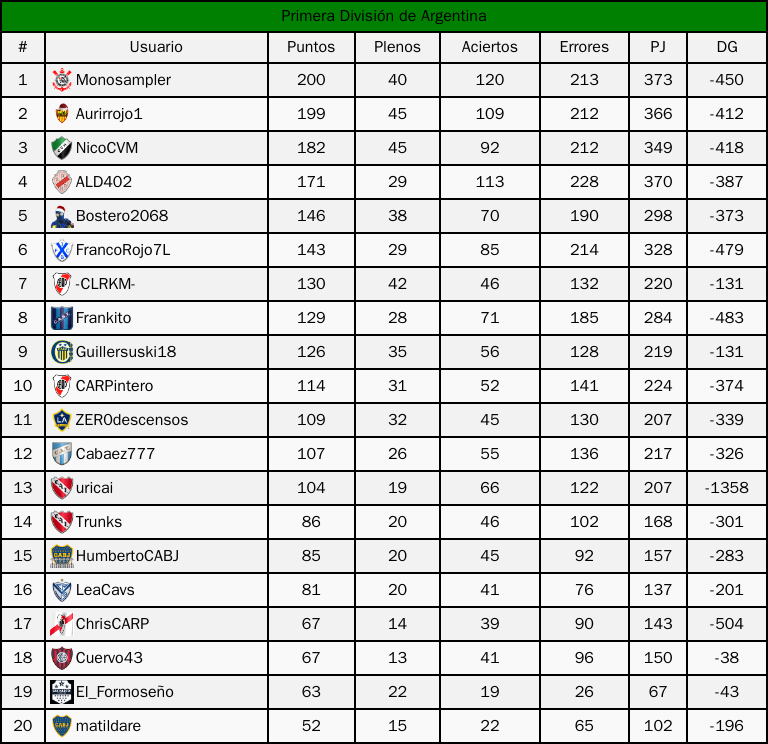 Primera División de Argentina
# Usuario Puntos Plenos Aciertos Errores PJ DG
1 Monosampler 200 40 120 213 373 -450
2 Aurirrojo1 199 45 109 212 366 -412
3 NicoCVM 182 45 92 212 349 -418
4 ALD402 171 29 113 228 370 -387
5 Bostero2068 146 38 70 190 298 -373
6 FrancoRojo7L 143 29 85 214 328 -479
7 -CLRKM- 130 42 46 132 220 -131
8 Frankito 129 28 71 185 284 -483
9 Guillersuski18 126 35 56 128 219 -131
10 CARPintero 114 31 52 141 224 -374
11 ZER0descensos 109 32 45 130 207 -339
12 Cabaez777 107 26 55 136 217 -326
13 uricai 104 19 66 122 207 -1358
14 Trunks 86 20 46 102 168 -301
15 HumbertoCABJ 85 20 45 92 157 -283
16 LeaCavs 81 20 41 76 137 -201
17 ChrisCARP 67 14 39 90 143 -504
18 Cuervo43 67 13 41 96 150 -38
19 El_Formoseño 63 22 19 26 67 -43
20 matildare 52 15 22 65 102 -196